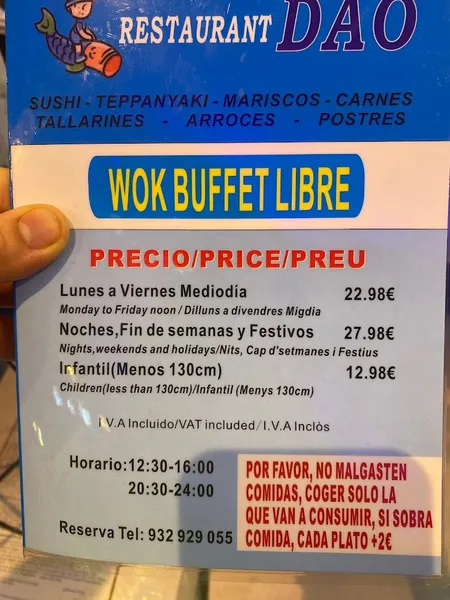 RESTAURANT DAO
SUSHI - TEPPANYAKI - MARISCOS - CARNES
TALLARINES - ARROCES - POSTRES
WOK BUFFET LIBRE
PRECIO/PRICE/PREU
Lunes a Viernes Mediodía 22.98€
Monday to Friday noon / Dilluns a divendres Migdia
Noches,Fin de semanas y Festivos 27.98€
Nights,weekends and holidays/Nits, Cap d'setmanes i Festius
Infantil(Menos 130cm) 12.98€
Children(less than 130cm)/Infantil (Menys 130cm)
I.V.A Incluido/VAT included/I.V.A Inclòs
Horario:12:30-16:00
20:30-24:00
Reserva Tel: 932 929 055
POR FAVOR, NO MALGASTEN
COMIDAS, COGER SOLO LA
QUE VAN A CONSUMIR, SI SOBRA
COMIDA, CADA PLATO +2€